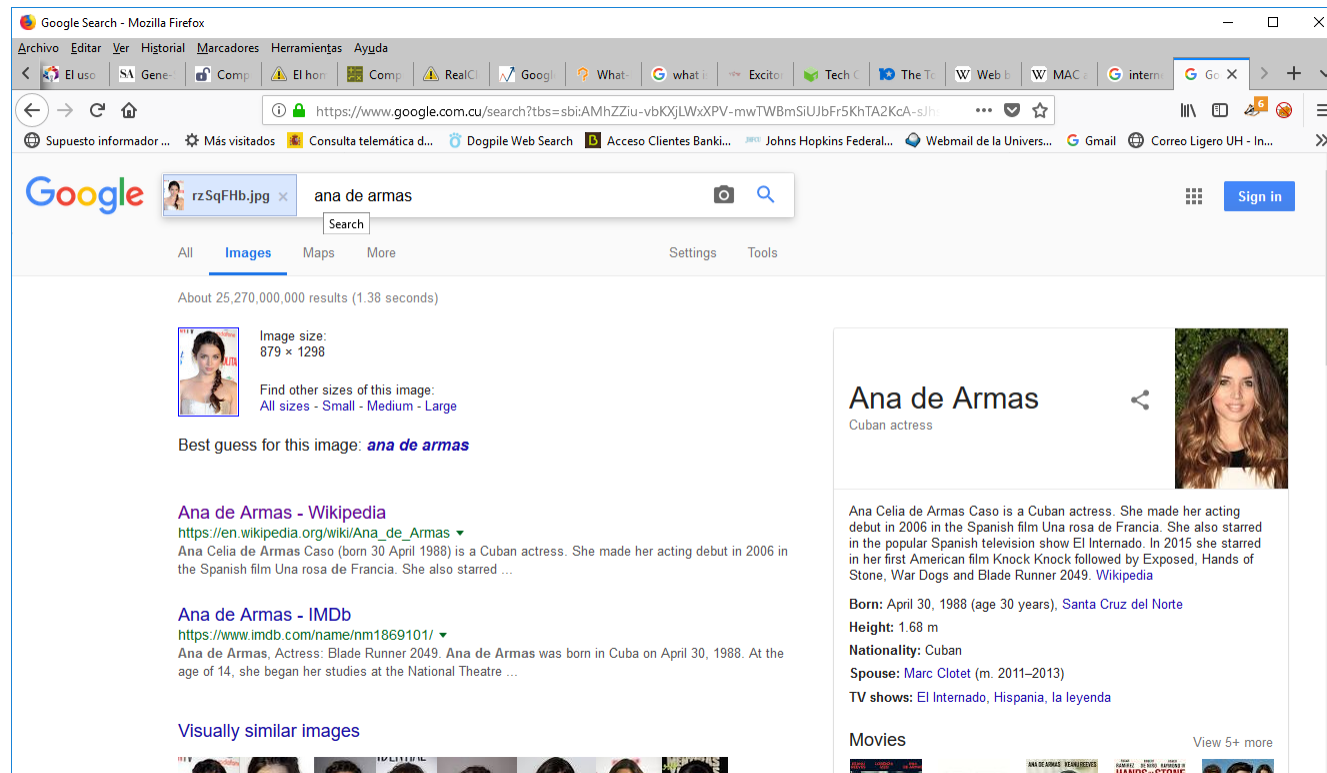 Google Search - Mozilla Firefox
Archivo Editar Ver Historial Marcadores Herramientas Ayuda
El uso SA Gene- Comp El hom Comp RealCl Googl What- what i Excitor Tech C The To W Web b W MAC a intern Go
https://www.google.com.cu/search?tbs=sbi:AMhZZiu-vbKXjLWxXPV-mwTWBmSiUJbFr5KhTA2KcA-sJh
6
Supuesto informador ... Más visitados Consulta telemática d... Dogpile Web Search B Acceso Clientes Banki... Johns Hopkins Federal... Webmail de la Univers... Gmail Correo Ligero UH - In...
Google rzSqFHb.jpg ana de armas Sign in
Search
All Images Maps More Settings Tools
About 25,270,000,000 results (1.38 seconds)
Image size:
879 × 1298
Find other sizes of this image:
All sizes - Small - Medium - Large
Best guess for this image: ana de armas
Ana de Armas - Wikipedia
https://en.wikipedia.org/wiki/Ana_de_Armas
Ana Celia de Armas Caso (born 30 April 1988) is a Cuban actress. She made her acting debut in 2006 in
the Spanish film Una rosa de Francia. She also starred ...
Ana de Armas - IMDb
https://www.imdb.com/name/nm1869101/
Ana de Armas, Actress: Blade Runner 2049. Ana de Armas was born in Cuba on April 30, 1988. At the
age of 14, she began her studies at the National Theatre ...
Visually similar images
Ana de Armas
Cuban actress
Ana Celia de Armas Caso is a Cuban actress. She made her acting
debut in 2006 in the Spanish film Una rosa de Francia. She also starred
in the popular Spanish television show El Internado. In 2015 she starred
in her first American film Knock Knock followed by Exposed, Hands of
Stone, War Dogs and Blade Runner 2049. Wikipedia
Born: April 30, 1988 (age 30 years), Santa Cruz del Norte
Height: 1.68 m
Nationality: Cuban
Spouse: Marc Clotet (m. 2011–2013)
TV shows: El Internado, Hispania, la leyenda
Movies View 5+ more
ANA DE ARMAS KEANU REEVES
HANDS OF STONE